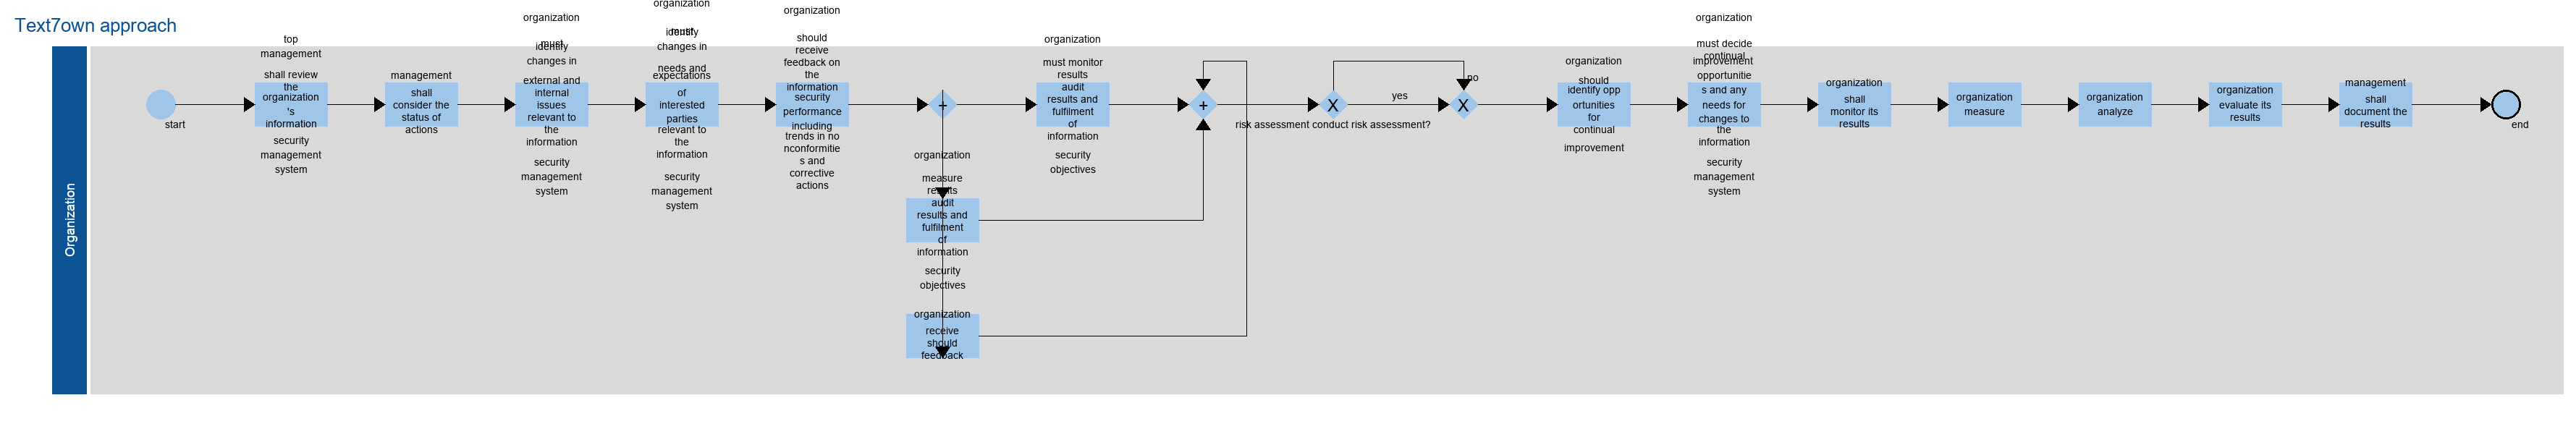 Text7own approach
Organization
start
top
management
shall review
the
organization
's
information
security
management
system
management
shall
consider the
status of
actions
organization
must
identify
changes in
external and
internal
issues
relevant to
the
information
security
management
system
organization
must
identify
changes in
needs and
expectations
of
interested
parties
relevant to
the
information
security
management
system
organization
should
receive
feedback on
the
information
security
performance
including
trends in no
nconformitie
s and
corrective
actions
+
organization
measure
results
audit
results and
fulfilment
of
information
security
objectives
organization
receive
should
feedback
organization
must monitor
results
audit
results and
fulfilment
of
information
security
objectives
+
X
risk assessment conduct risk assessment?
yes
no
X
organization
should
identify opp
ortunities
for
continual
improvement
organization
must decide
continual
improvement
opportunitie
s and any
needs for
changes to
the
information
security
management
system
organization
shall
monitor its
results
organization
measure
organization
analyze
organization
evaluate its
results
management
shall
document the
results
end